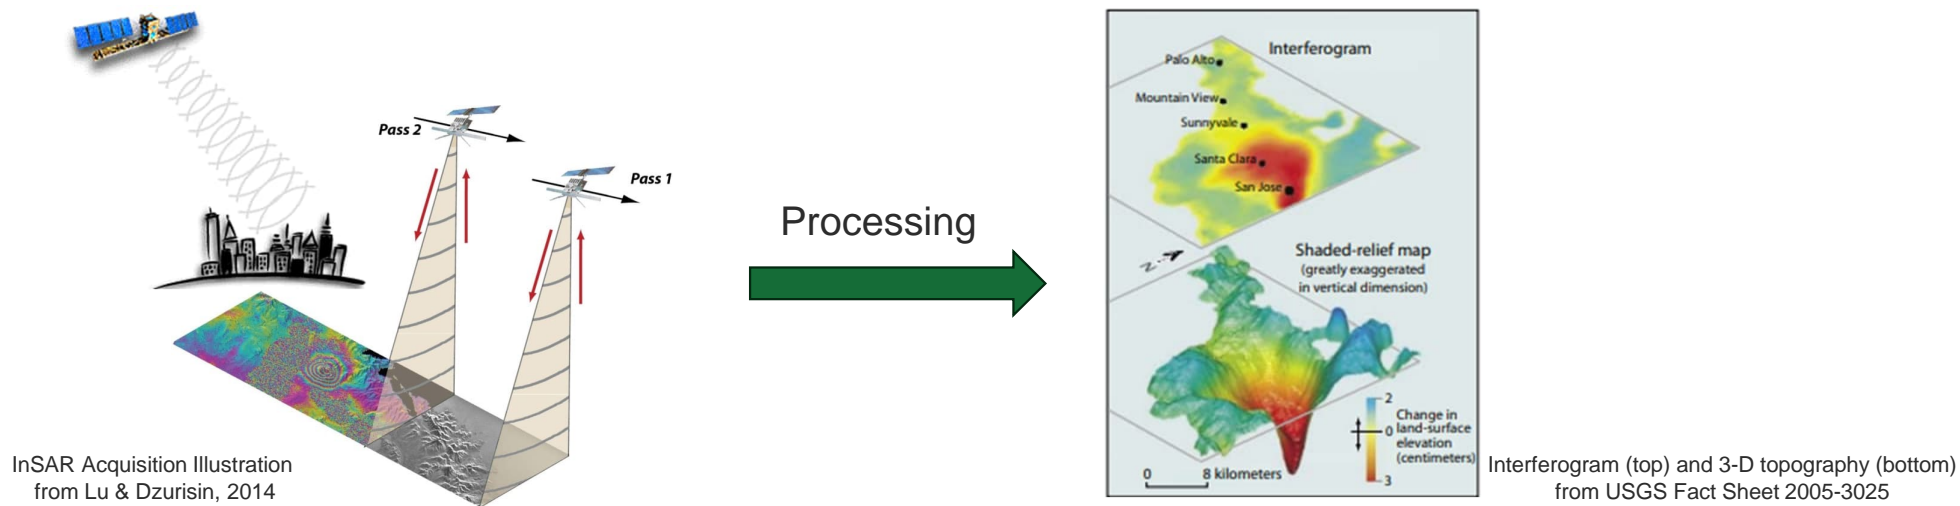 Pass 2
Pass 1
InSAR Acquisition Illustration
from Lu & Dzurisin, 2014
Processing
Interferogram
Palo Alto
Mountain View
Sunnyvale
Santa Clara
San Jose
N
Shaded-relief map
(greatly exaggerated
in vertical dimension)
2
0
3
Change in
land-surface
elevation
(centimeters)
0 8 kilometers
Interferogram (top) and 3-D topography (bottom)
from USGS Fact Sheet 2005-3025